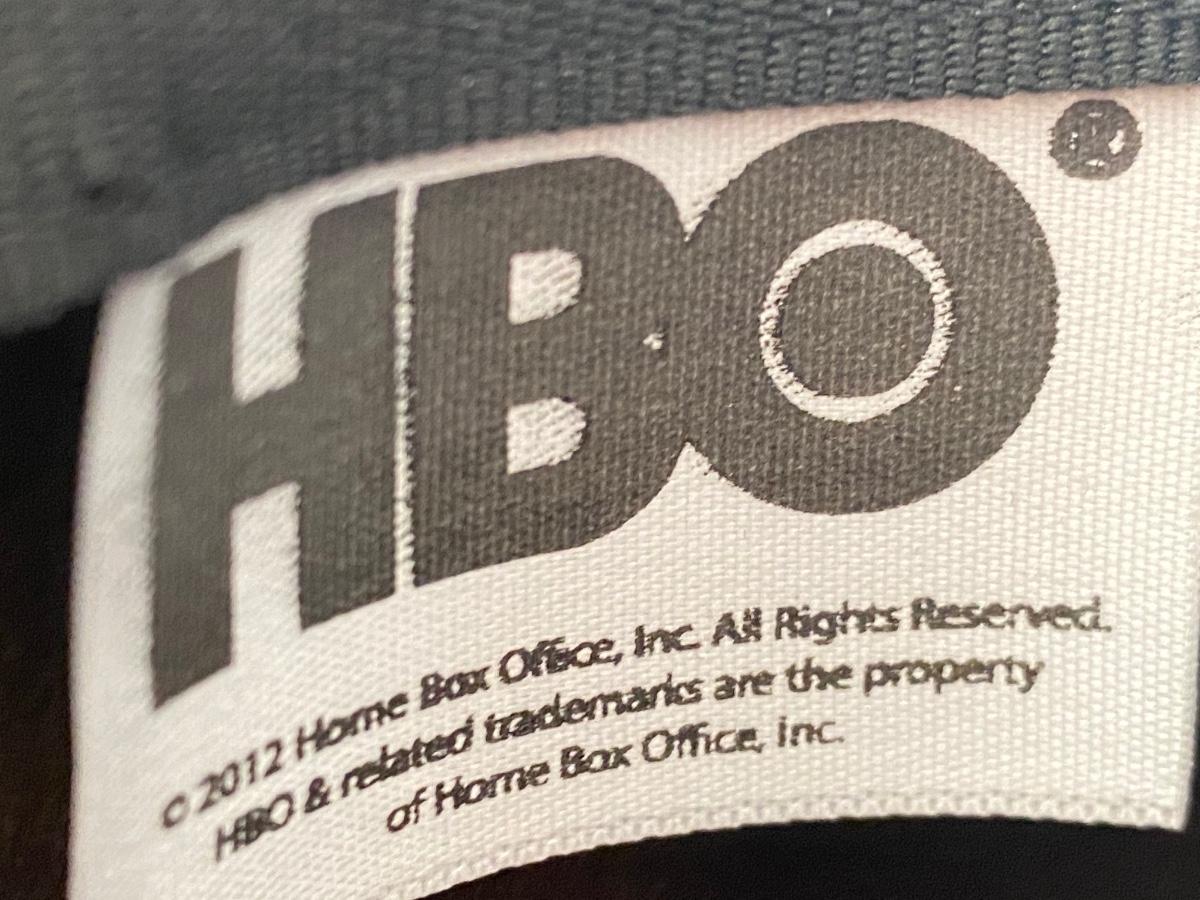 HBO®
© 2012 Home Box Office, Inc. All Rights Reserved.
HBO & related trademarks are the property
of Home Box Office, Inc.